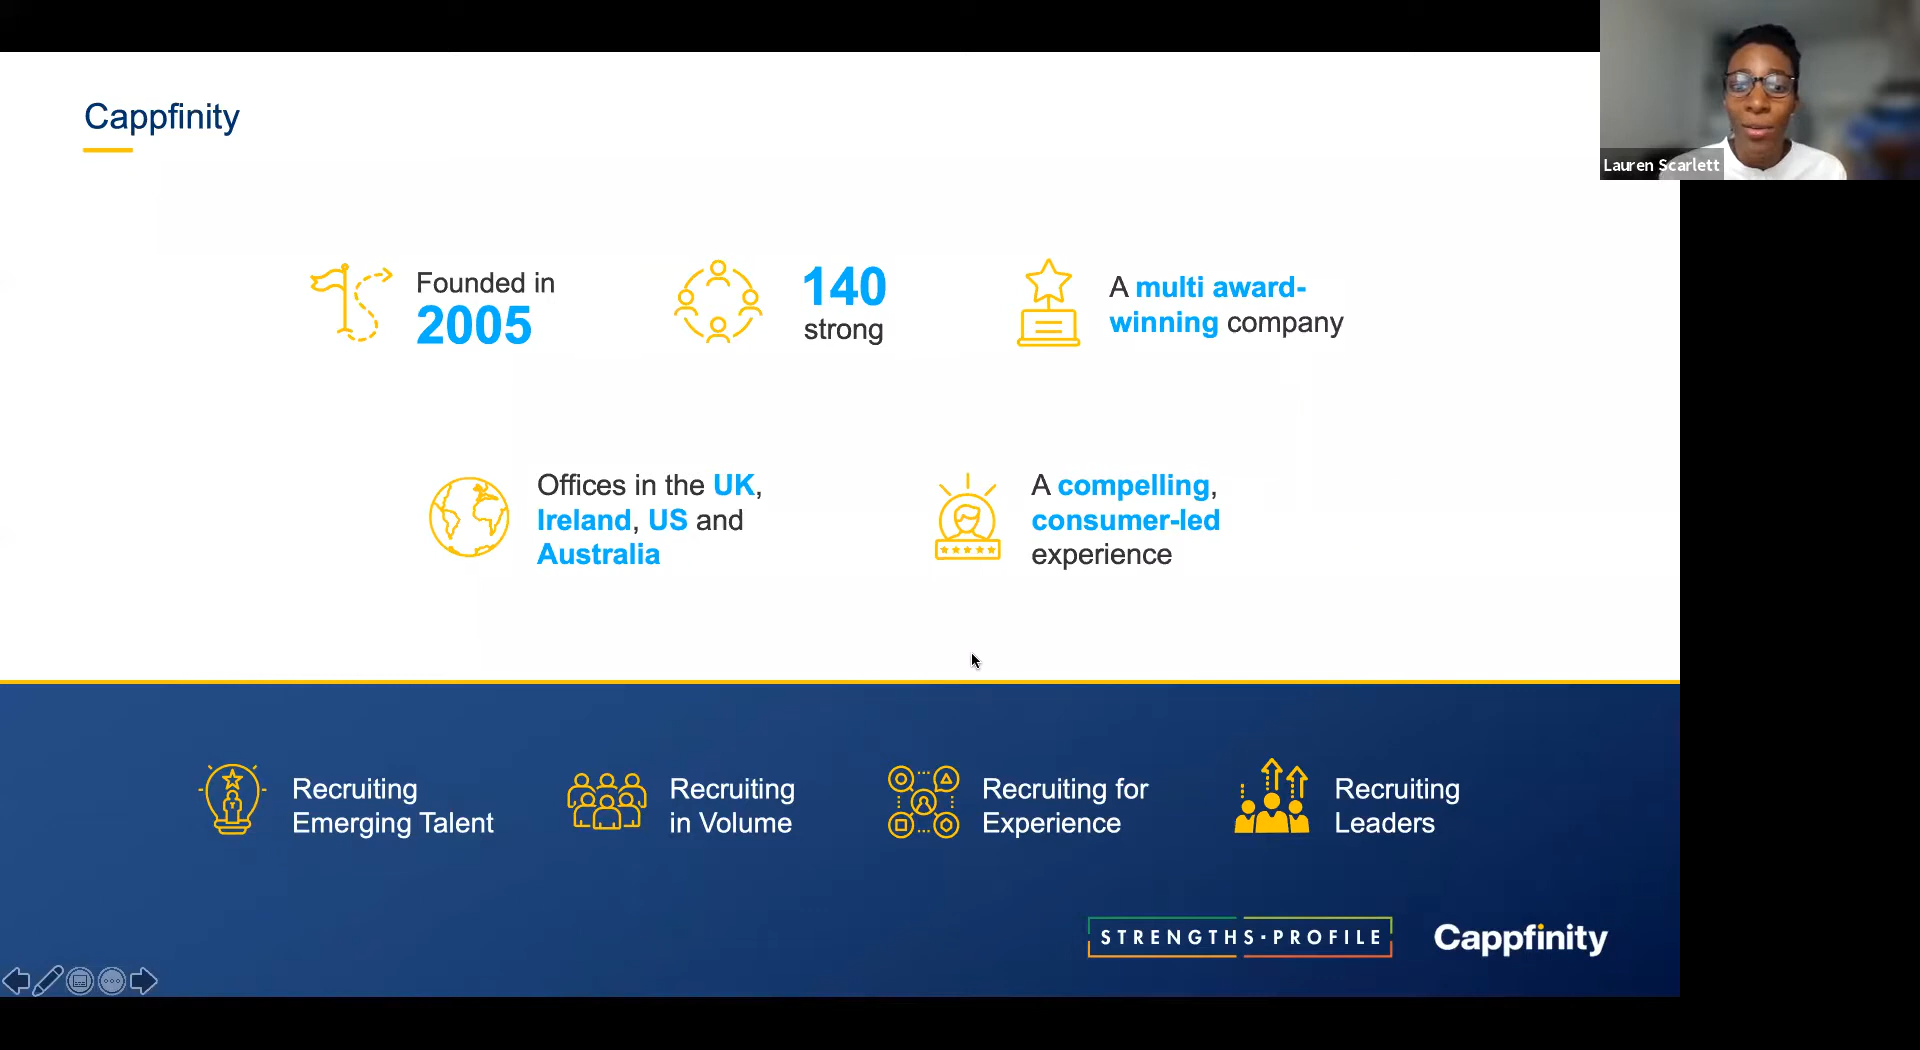 Cappfinity
Lauren Scarlett
Founded in
2005
140
strong
A multi award-
winning company
Offices in the UK,
Ireland, US and
Australia
A compelling,
consumer-led
experience
Recruiting
Emerging Talent
Recruiting
in Volume
Recruiting for
Experience
Recruiting
Leaders
STRENGTHS·PROFILE
Cappfinity